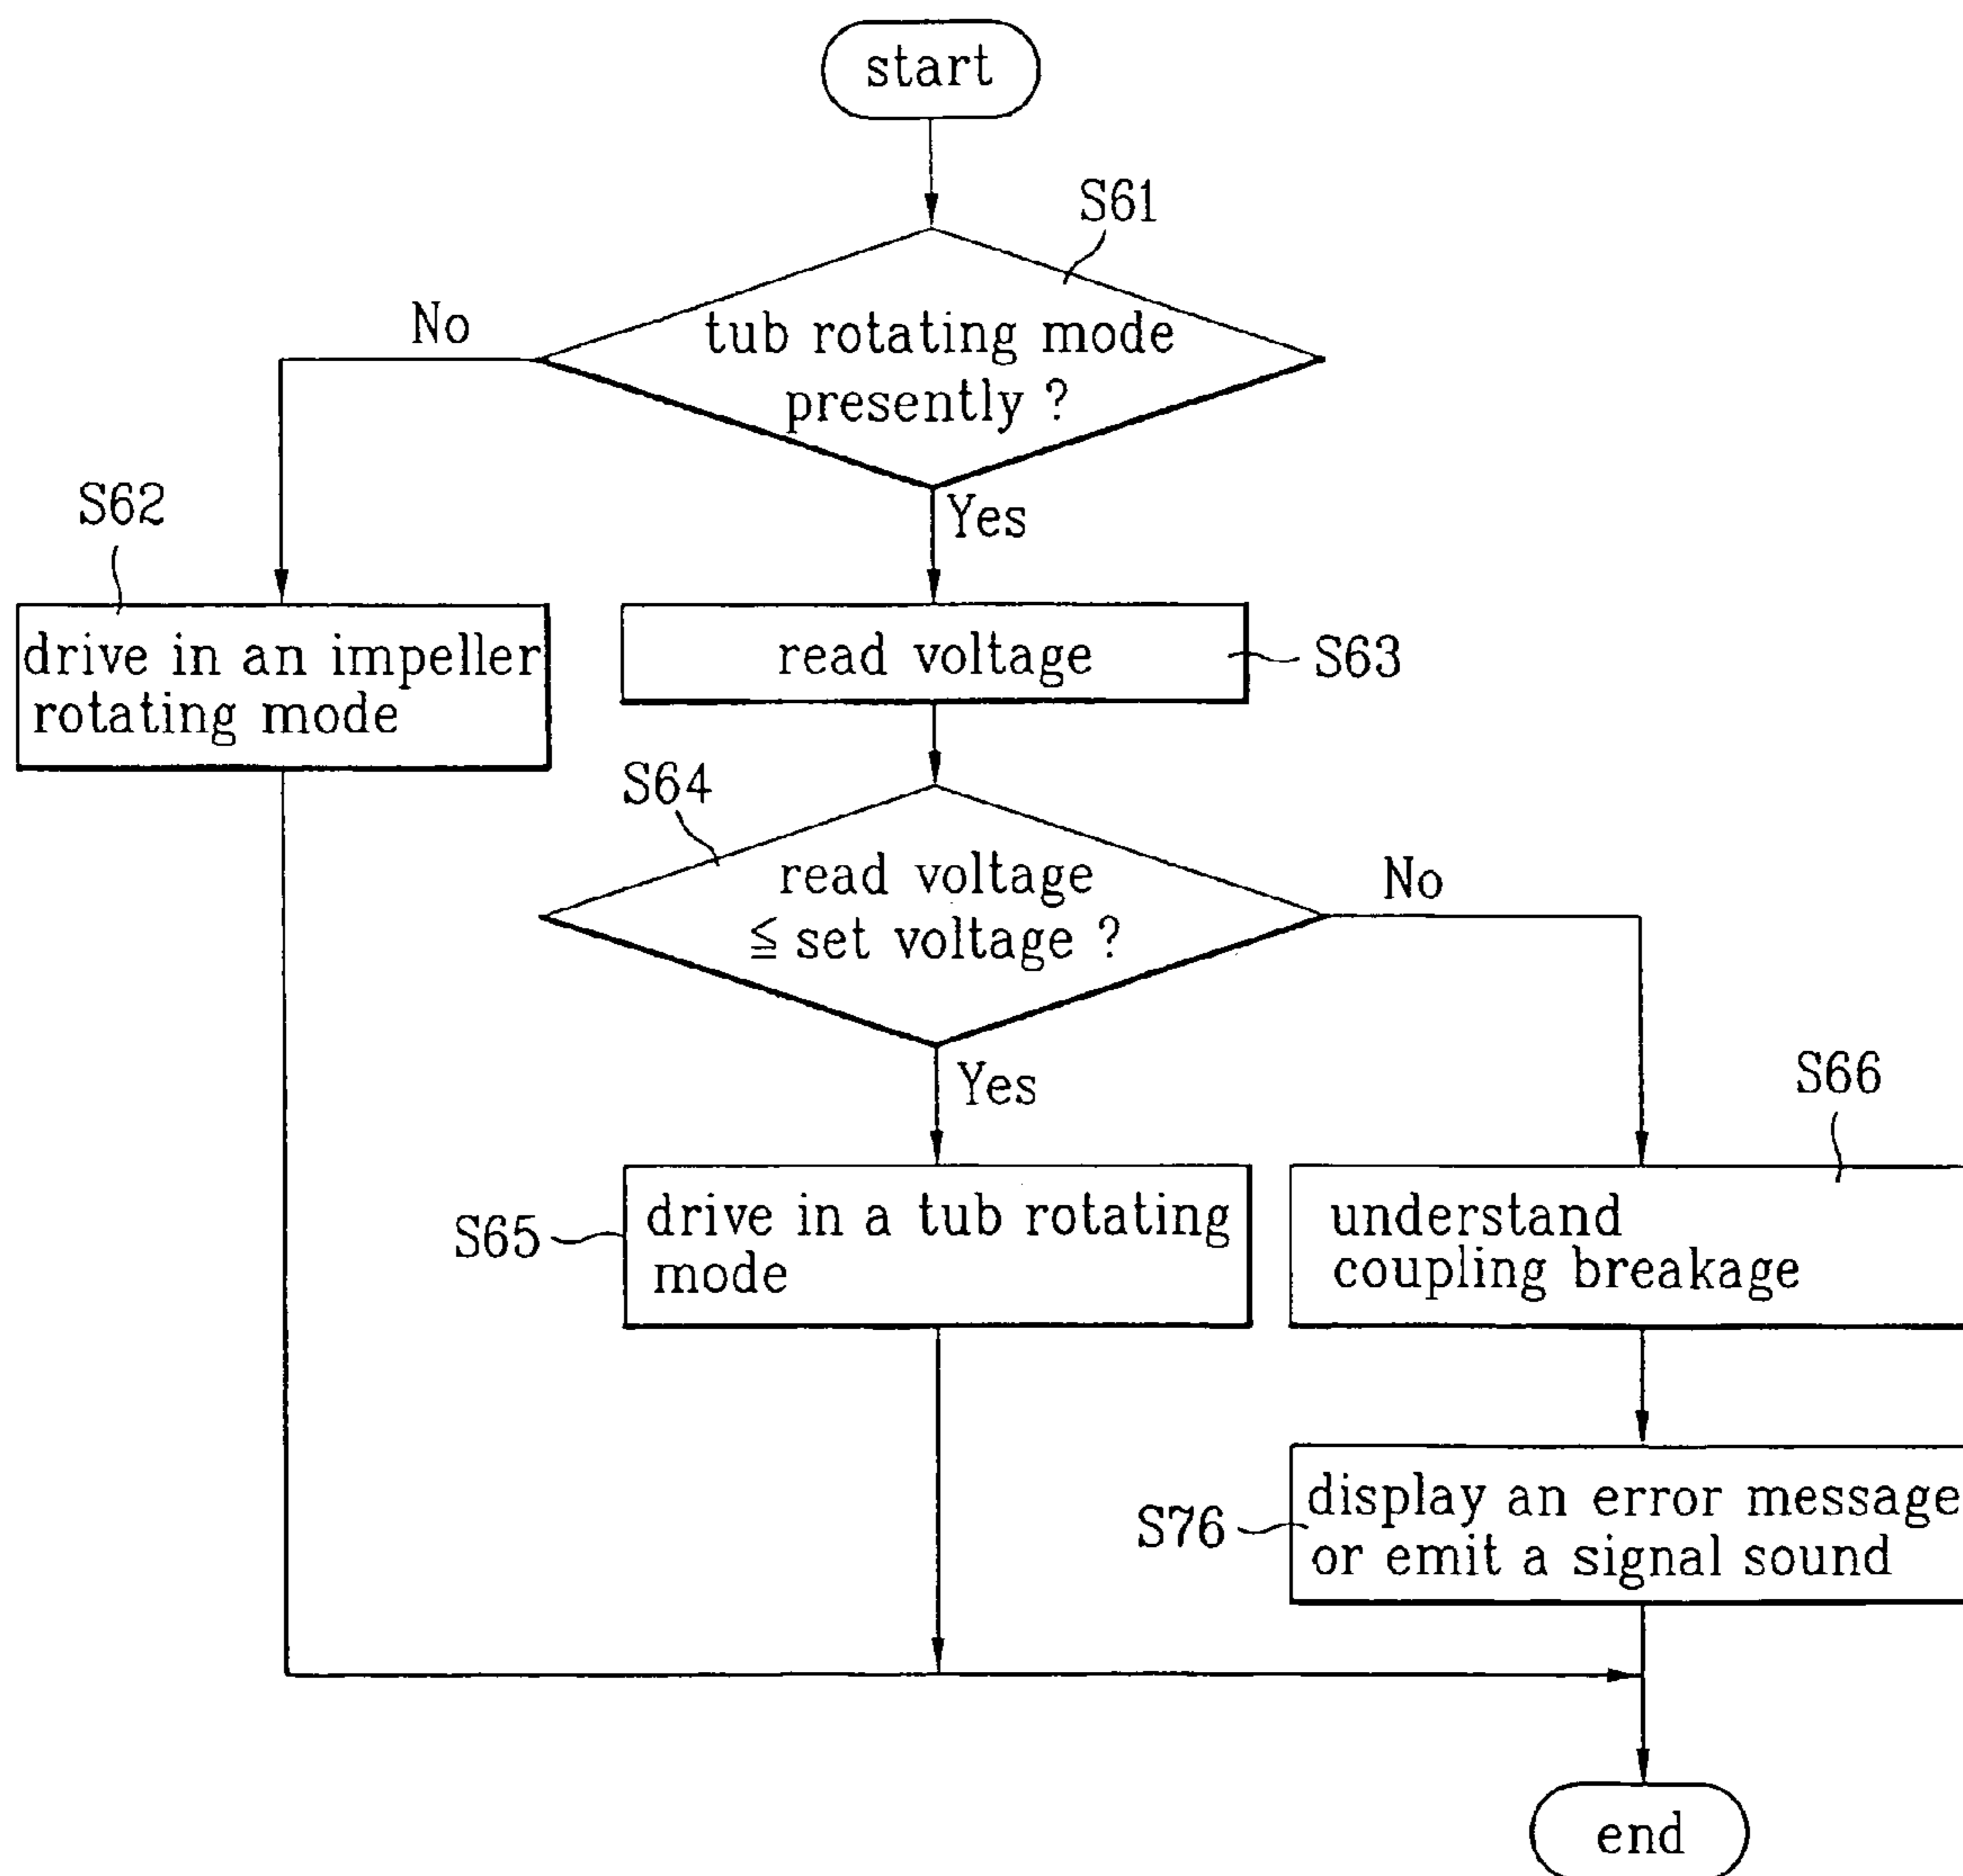 start
S61
No
tub rotating mode
presently ?
S62
Yes
drive in an impeller
rotating mode
read voltage
S63
S64
read voltage
≦ set voltage ?
No
Yes
S66
S65
drive in a tub rotating
mode
understand
coupling breakage
S76
display an error message
or emit a signal sound
end